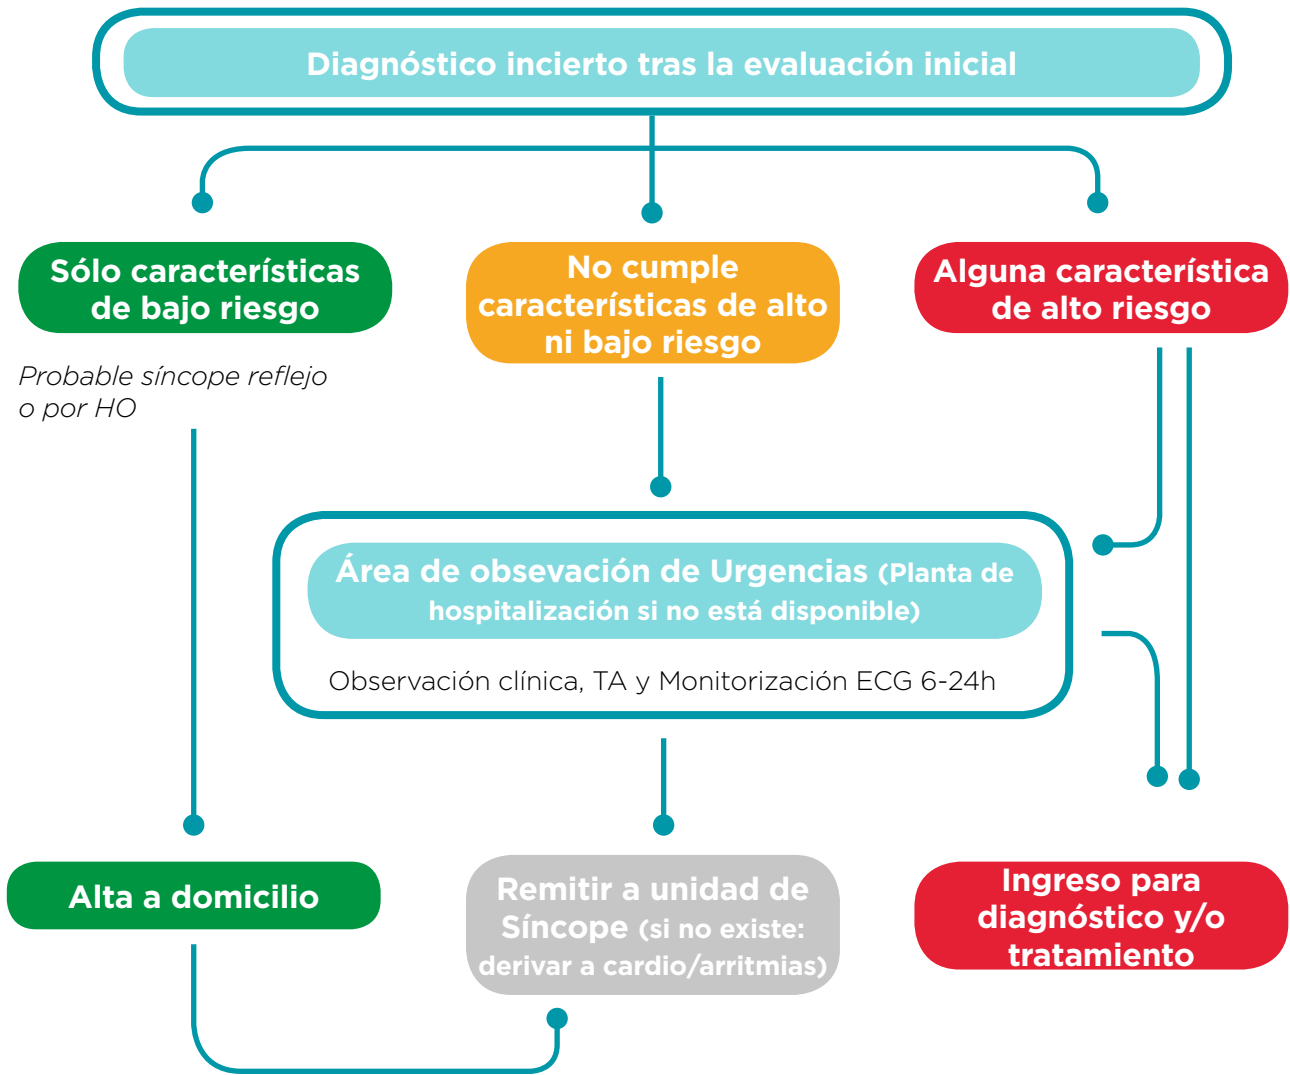 Diagnóstico incierto tras la evaluación inicial
Sólo características
de bajo riesgo
No cumple
características de alto
ni bajo riesgo
Alguna característica
de alto riesgo
Probable síncope reflejo
o por HO
Área de obsevación de Urgencias (Planta de
hospitalización si no está disponible)
Observación clínica, TA y Monitorización ECG 6-24h
Alta a domicilio
Remitir a unidad de
Síncope (si no existe:
derivar a cardio/arritmias)
Ingreso para
diagnóstico y/o
tratamiento